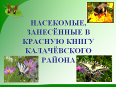 НАСЕКОМЫЕ,
ЗАНЕСЁННЫЕ В
КРАСНУЮ КНИГУ
КАЛАЧЁВСКОГО
РАЙОНА